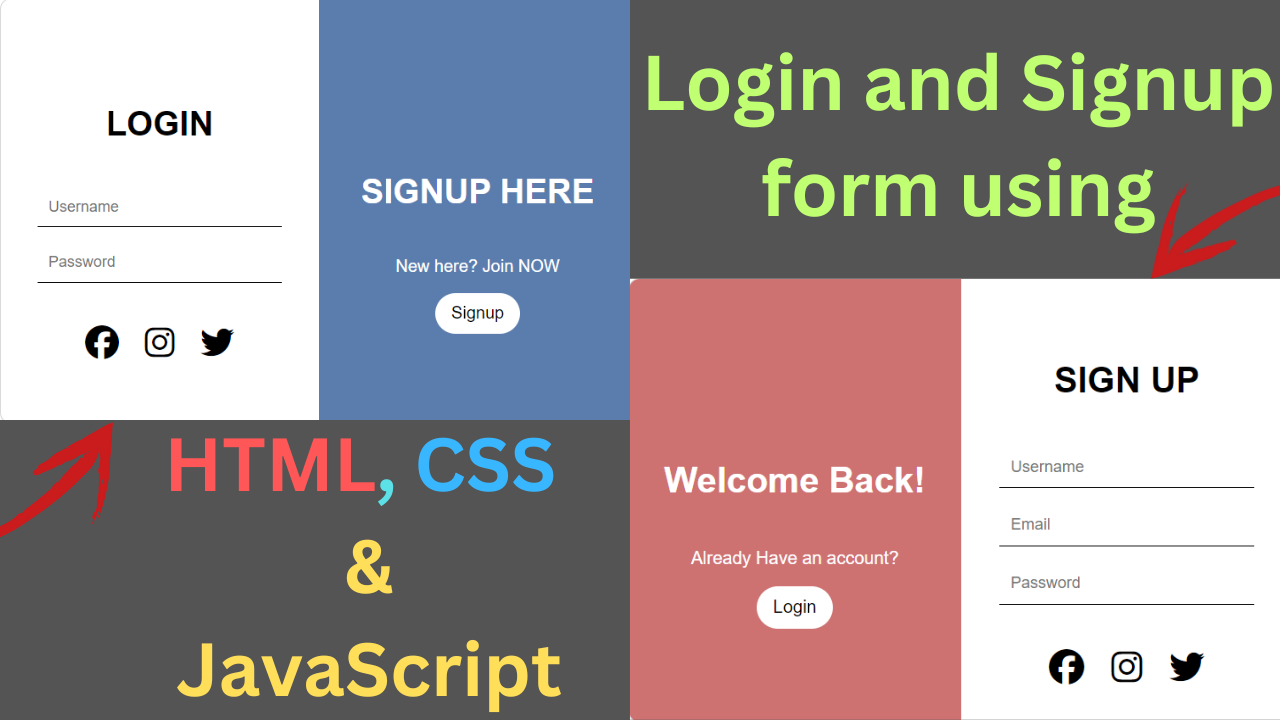 LOGIN
Username
Password
SIGNUP HERE
New here? Join NOW
Signup
Login and Signup
form using
HTML, CSS
&
JavaScript
Welcome Back!
Already Have an account?
Login
SIGN UP
Username
Email
Password